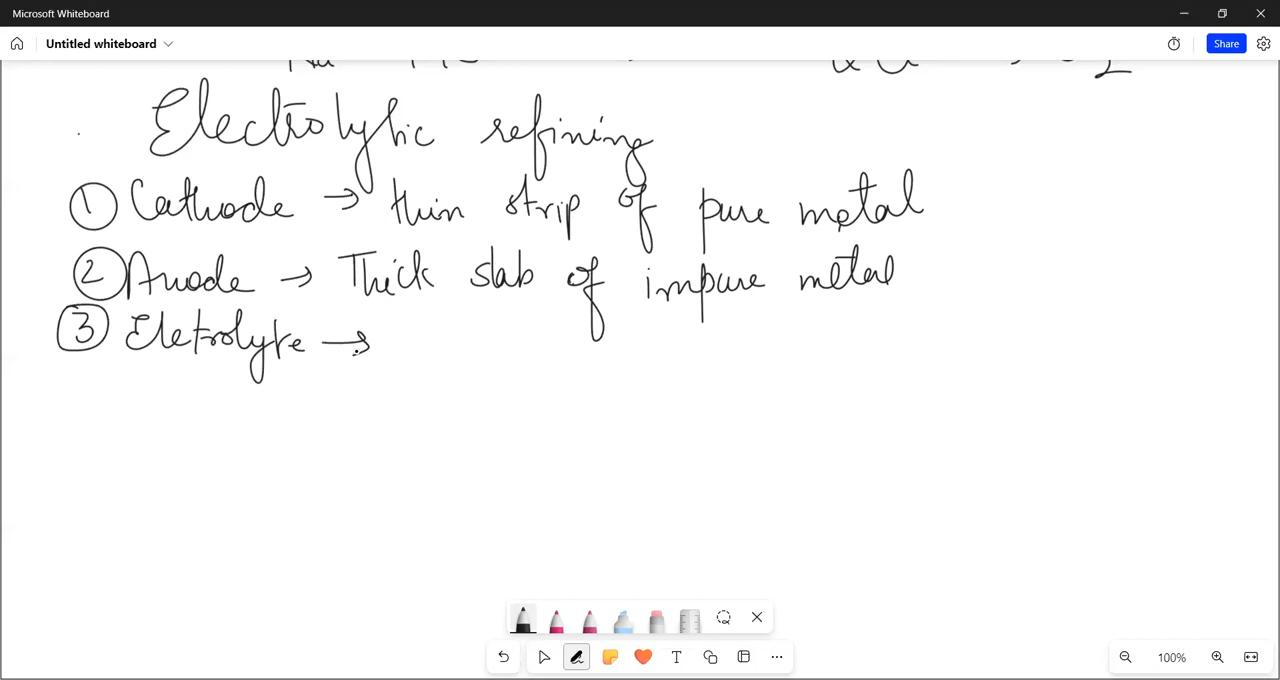 Microsoft Whiteboard
Untitled whiteboard
Share
Electrolytic refining
① Cathode → thin strip of pure metal
② Anode → Thick slab of impure metal
③ Eletrolyte →
100%